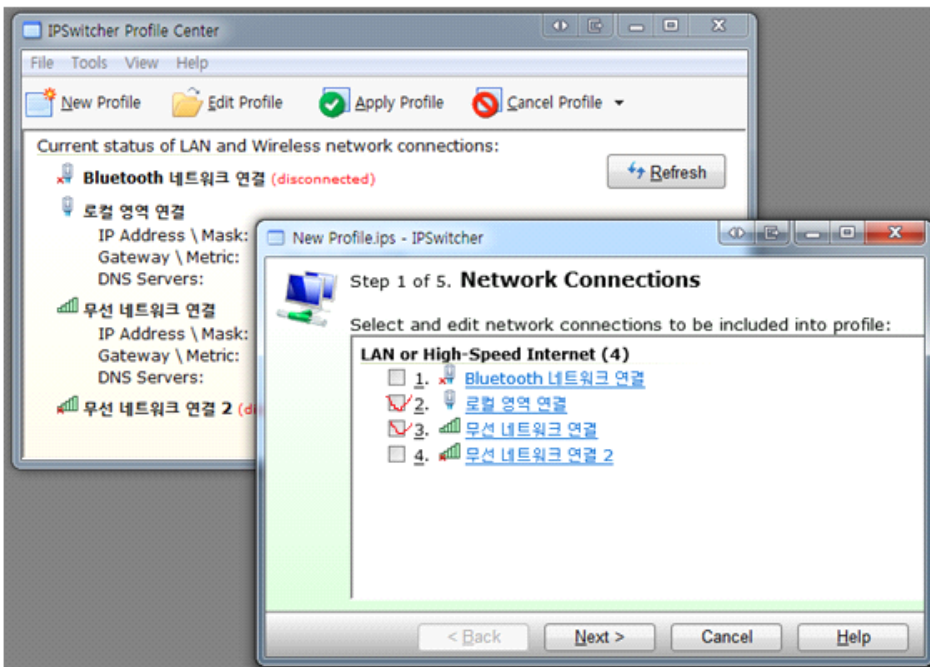 IPSwitcher Profile Center
File Tools View Help
New Profile Edit Profile Apply Profile Cancel Profile
Current status of LAN and Wireless network connections:
Bluetooth 네트워크 연결 (disconnected)
Refresh
로컬 영역 연결
IP Address \ Mask:
Gateway \ Metric:
DNS Servers:
무선 네트워크 연결
IP Address \ Mask:
Gateway \ Metric:
DNS Servers:
무선 네트워크 연결 2
New Profile.ips - IPSwitcher
Step 1 of 5. Network Connections
Select and edit network connections to be included into profile:
LAN or High-Speed Internet (4)
1. Bluetooth 네트워크 연결
2. 로컬 영역 연결
3. 무선 네트워크 연결
4. 무선 네트워크 연결 2
< Back Next > Cancel Help